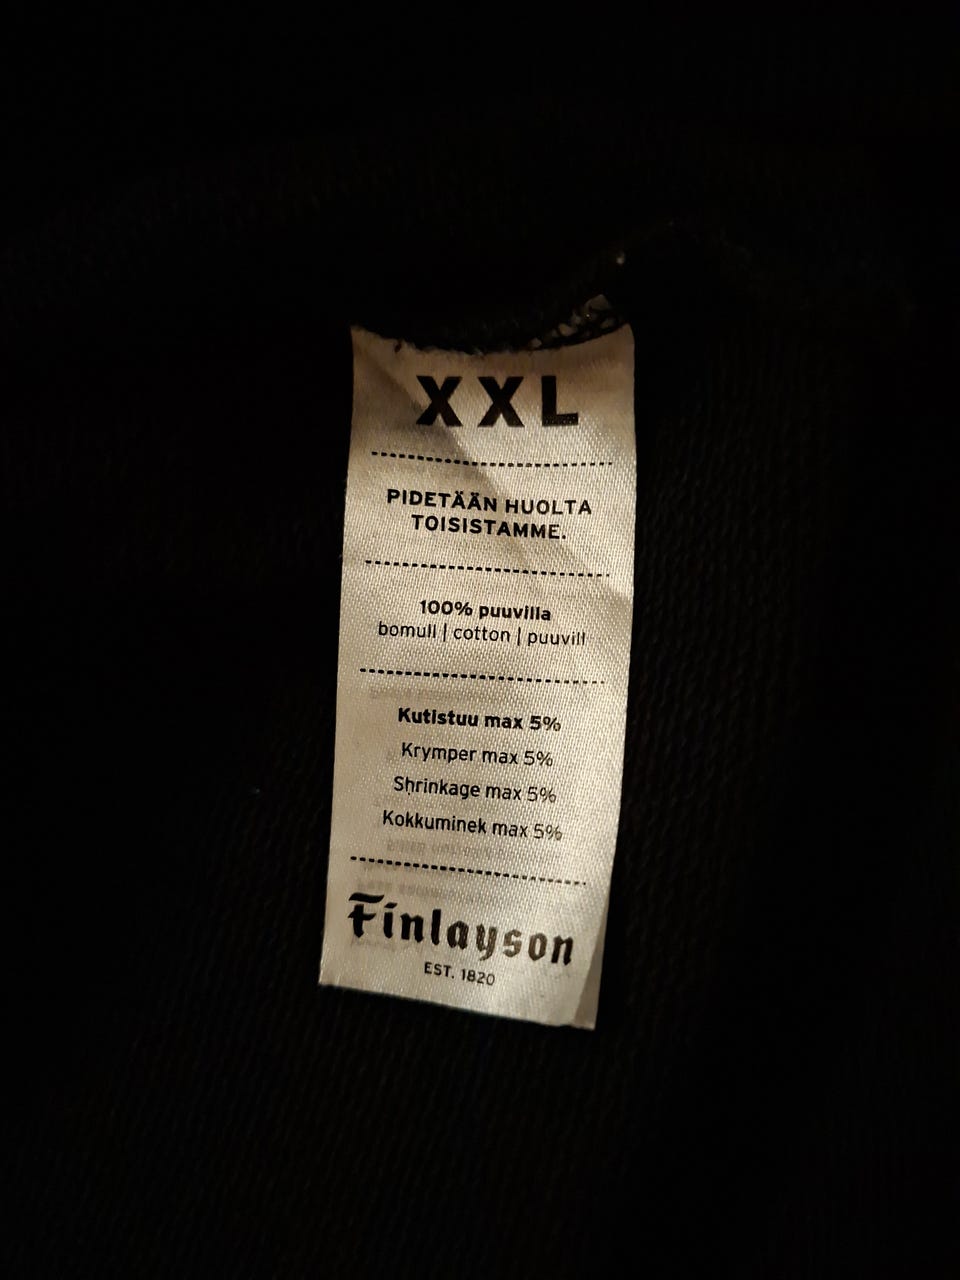 XXL
PIDETÄÄN HUOLTA
TOISISTAMME.
100% puuvilla
bomull | cotton | puuvill
Kutistuu max 5%
Krymper max 5%
Shrinkage max 5%
Kokkuminek max 5%
Finlayson
EST. 1820